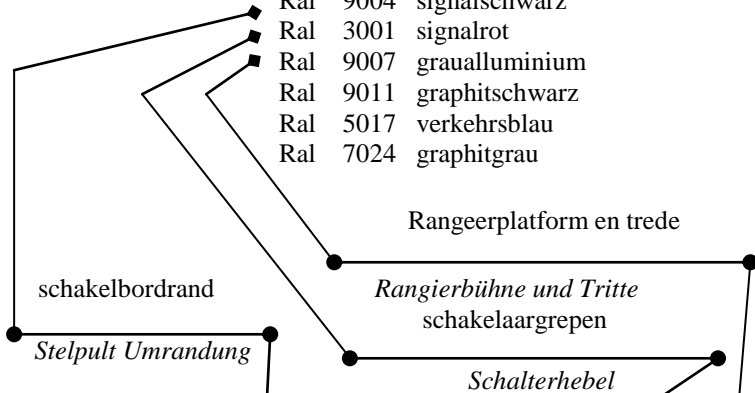 Ral 9004 signalschwarz
Ral 3001 signalrot
Ral 9007 graualluminium
Ral 9011 graphitschwarz
Ral 5017 verkehrsblau
Ral 7024 graphitgrau
Rangeerplatform en trede
schakelbordrand
Rangierbühne und Tritte
schakelaargrepen
Stelpult Umrandung
Schalterhebel